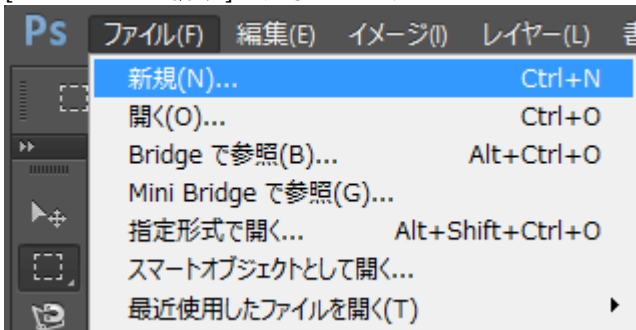 Ps ファイル(F) 編集(E) イメージ(I) レイヤー(L)
新規(N)... Ctrl+N
開く(O)... Ctrl+O
Bridge で参照(B)... Alt+Ctrl+O
Mini Bridge で参照(G)...
指定形式で開く... Alt+Shift+Ctrl+O
スマートオブジェクトとして開く...
最近使用したファイルを開く(T)